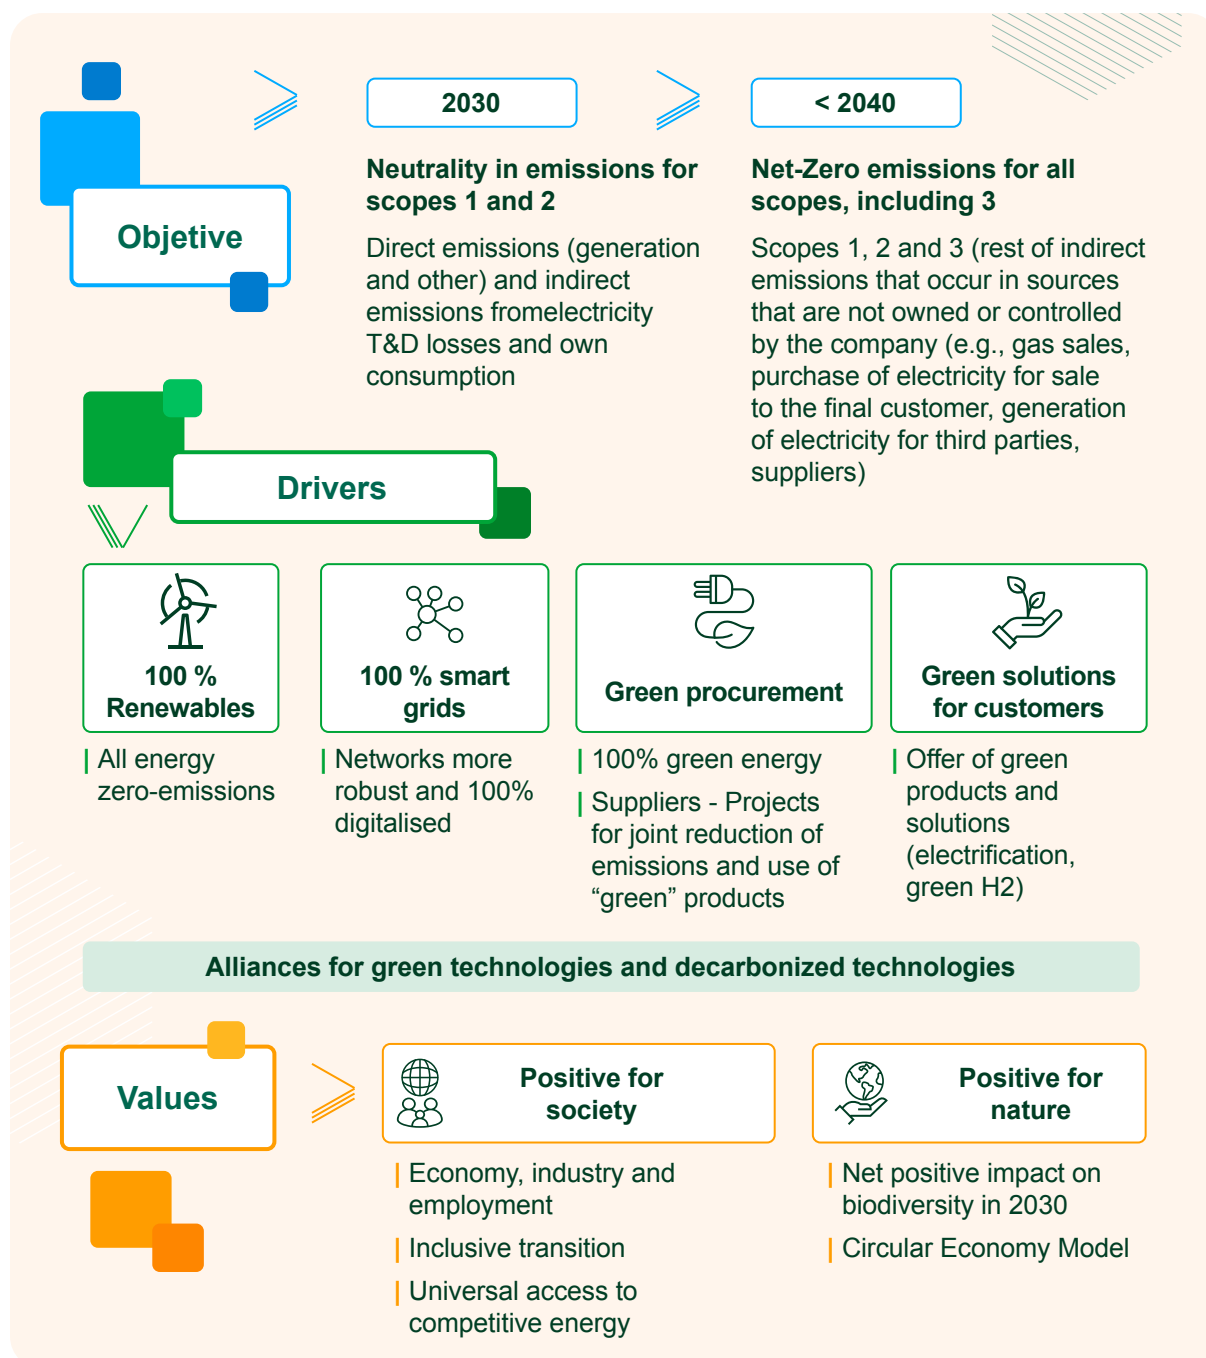 Objetive
2030
Neutrality in emissions for
scopes 1 and 2
Direct emissions (generation
and other) and indirect
emissions fromelectricity
T&D losses and own
consumption
< 2040
Net-Zero emissions for all
scopes, including 3
Scopes 1, 2 and 3 (rest of indirect
emissions that occur in sources
that are not owned or controlled
by the company (e.g., gas sales,
purchase of electricity for sale
to the final customer, generation
of electricity for third parties,
suppliers)
Drivers
100 %
Renewables
| All energy
zero-emissions
100 % smart
grids
| Networks more
robust and 100%
digitalised
Green procurement
| 100% green energy
| Suppliers - Projects
for joint reduction of
emissions and use of
“green” products
Green solutions
for customers
| Offer of green
products and
solutions
(electrification,
green H2)
Alliances for green technologies and decarbonized technologies
Values
Positive for
society
| Economy, industry and
employment
| Inclusive transition
| Universal access to
competitive energy
Positive for
nature
| Net positive impact on
biodiversity in 2030
| Circular Economy Model